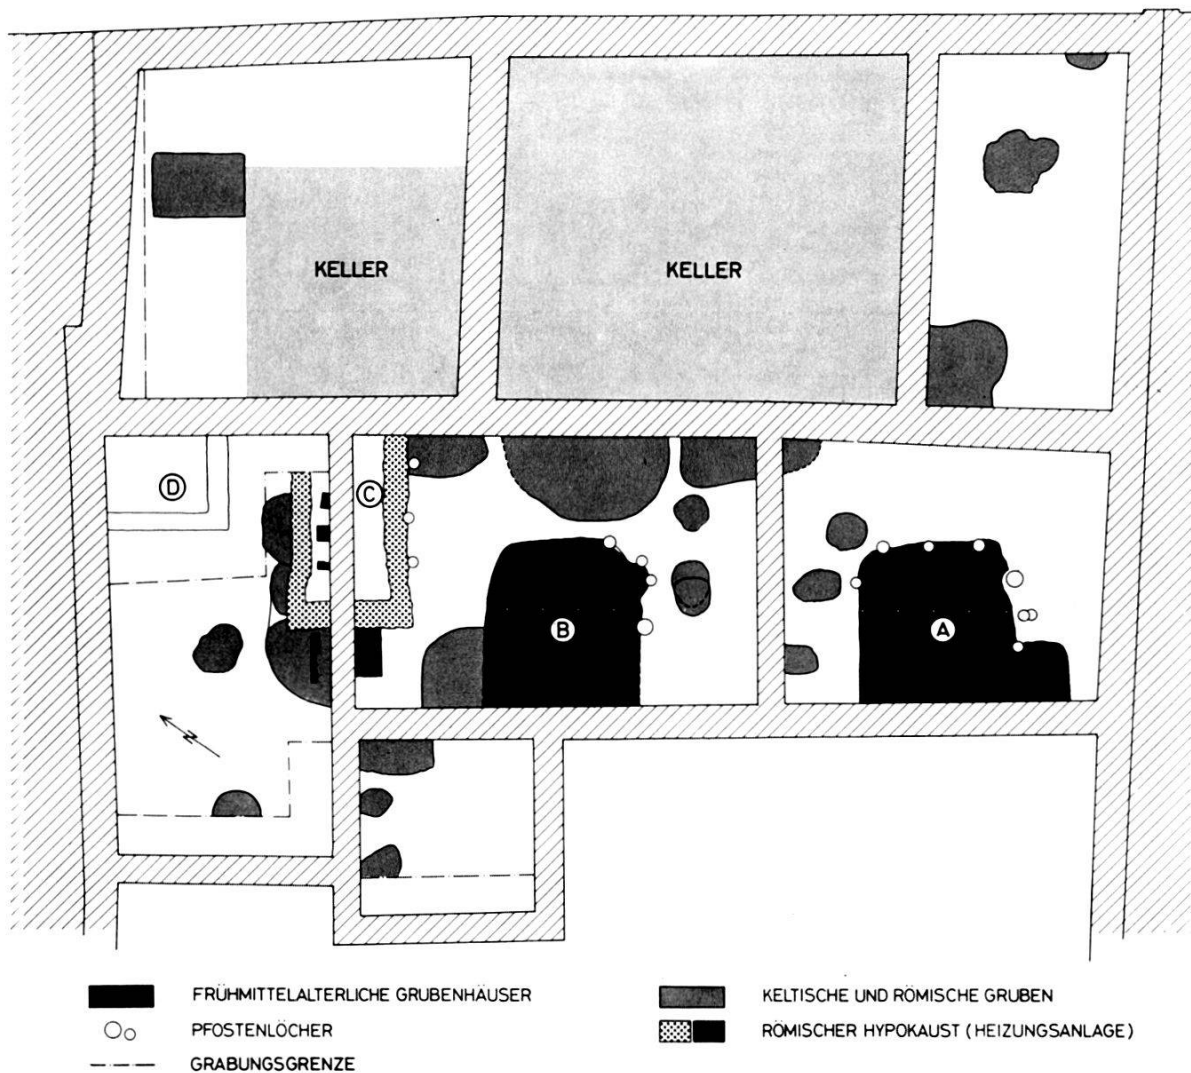 KELLER
KELLER
D
C
B
A
N
FRÜHMITTELALTERLICHE GRUBENHÄUSER
PFOSTENLÖCHER
GRABUNGSGRENZE
KELTISCHE UND RÖMISCHE GRUBEN
RÖMISCHER HYPOKAUST (HEIZUNGSANLAGE)